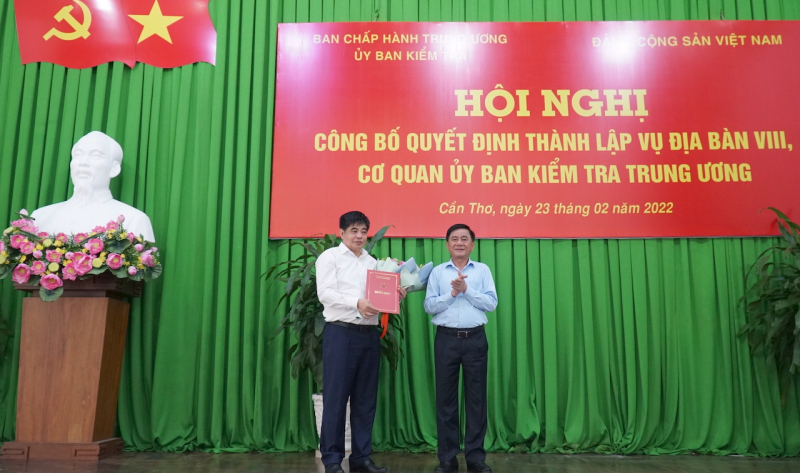 BAN CHẤP HÀNH TRUNG ƯƠNG
ỦY BAN KIỂM TRA
CỘNG SẢN VIỆT NAM
HỘI NGHỊ
CÔNG BỐ QUYẾT ĐỊNH THÀNH LẬP VỤ ĐỊA BÀN VIII,
CƠ QUAN ỦY BAN KIỂM TRA TRUNG ƯƠNG
Cần Thơ, ngày 23 tháng 02 năm 2022